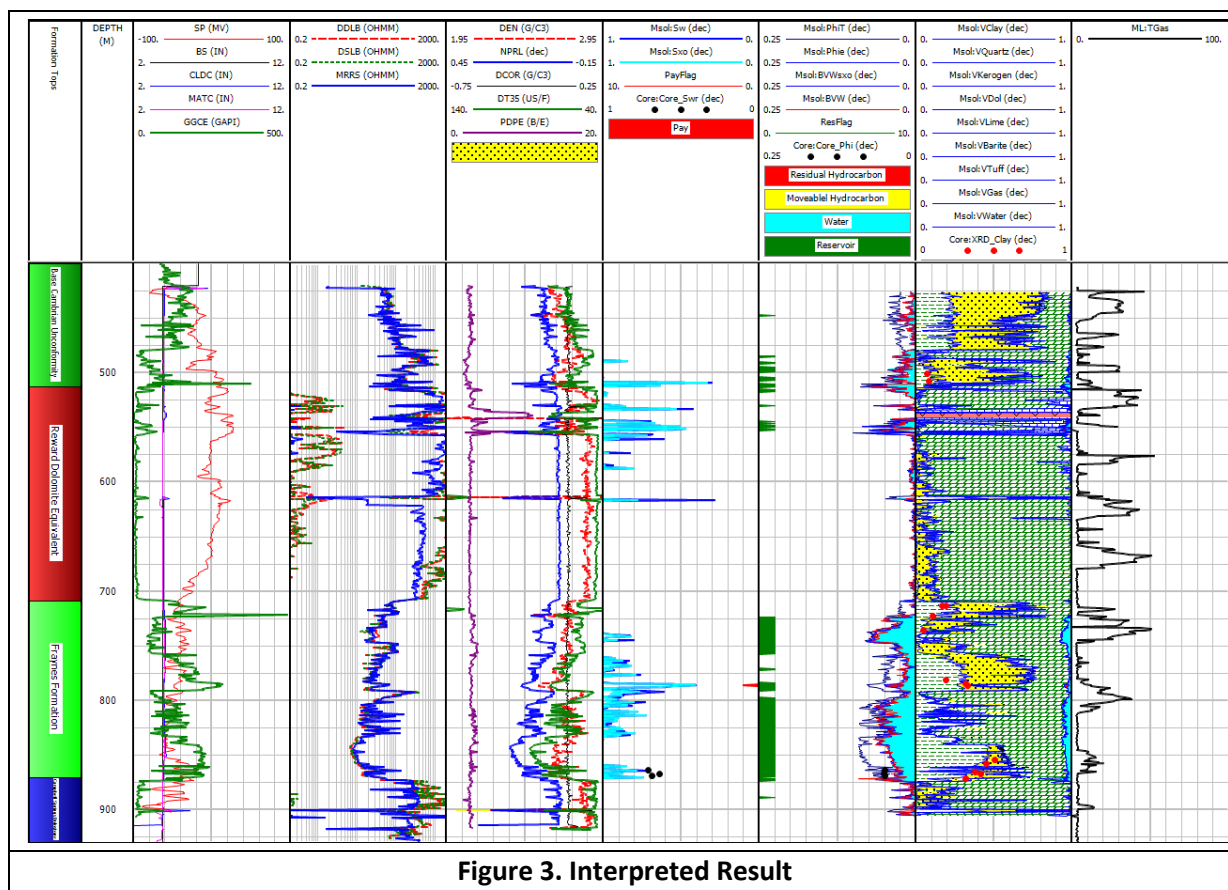 Formation Tops
DEPTH
(M)
SP (MV)
-100. 100.
BS (IN)
2. 12.
CLDC (IN)
2. 12.
MATC (IN)
2. 12.
GGCE (GAPI)
0. 500.
DDLB (OHMM)
0.2 2000.
DSLB (OHMM)
0.2 2000.
MRRS (OHMM)
0.2 2000.
DEN (G/C3)
1.95 2.95
NPRL (dec)
0.45 -0.15
DCOR (G/C3)
-0.75 0.25
DT35 (US/F)
140. 40.
PDPE (B/E)
0. 20.
Msol:Sw (dec)
1. 0.
Msol:Sxo (dec)
1. 0.
PayFlag
10. 0.
Core:Core_Swr (dec)
1 0
Pay
Msol:PhiT (dec)
0.25 0.
Msol:Phie (dec)
0.25 0.
Msol:BVWsxo (dec)
0.25 0.
Msol:BVW (dec)
0.25 0.
ResFlag
0. 10.
Core:Core_Phi (dec)
0.25 0
Residual Hydrocarbon
Moveablel Hydrocarbon
Water
Reservoir
Msol:VClay (dec)
0. 1.
Msol:VQuartz (dec)
0. 1.
Msol:VKerogen (dec)
0. 1.
Msol:VDol (dec)
0. 1.
Msol:VLime (dec)
0. 1.
Msol:VBarite (dec)
0. 1.
Msol:VTuff (dec)
0. 1.
Msol:VGas (dec)
0. 1.
Msol:VWater (dec)
0. 1.
Core:XRD_Clay (dec)
0 1
ML:TGas
0. 100.
Base Cambrian Unconformity
Reward Dolomite Equivalent
Fraynes Formation
500
600
700
800
900
Figure 3. Interpreted Result